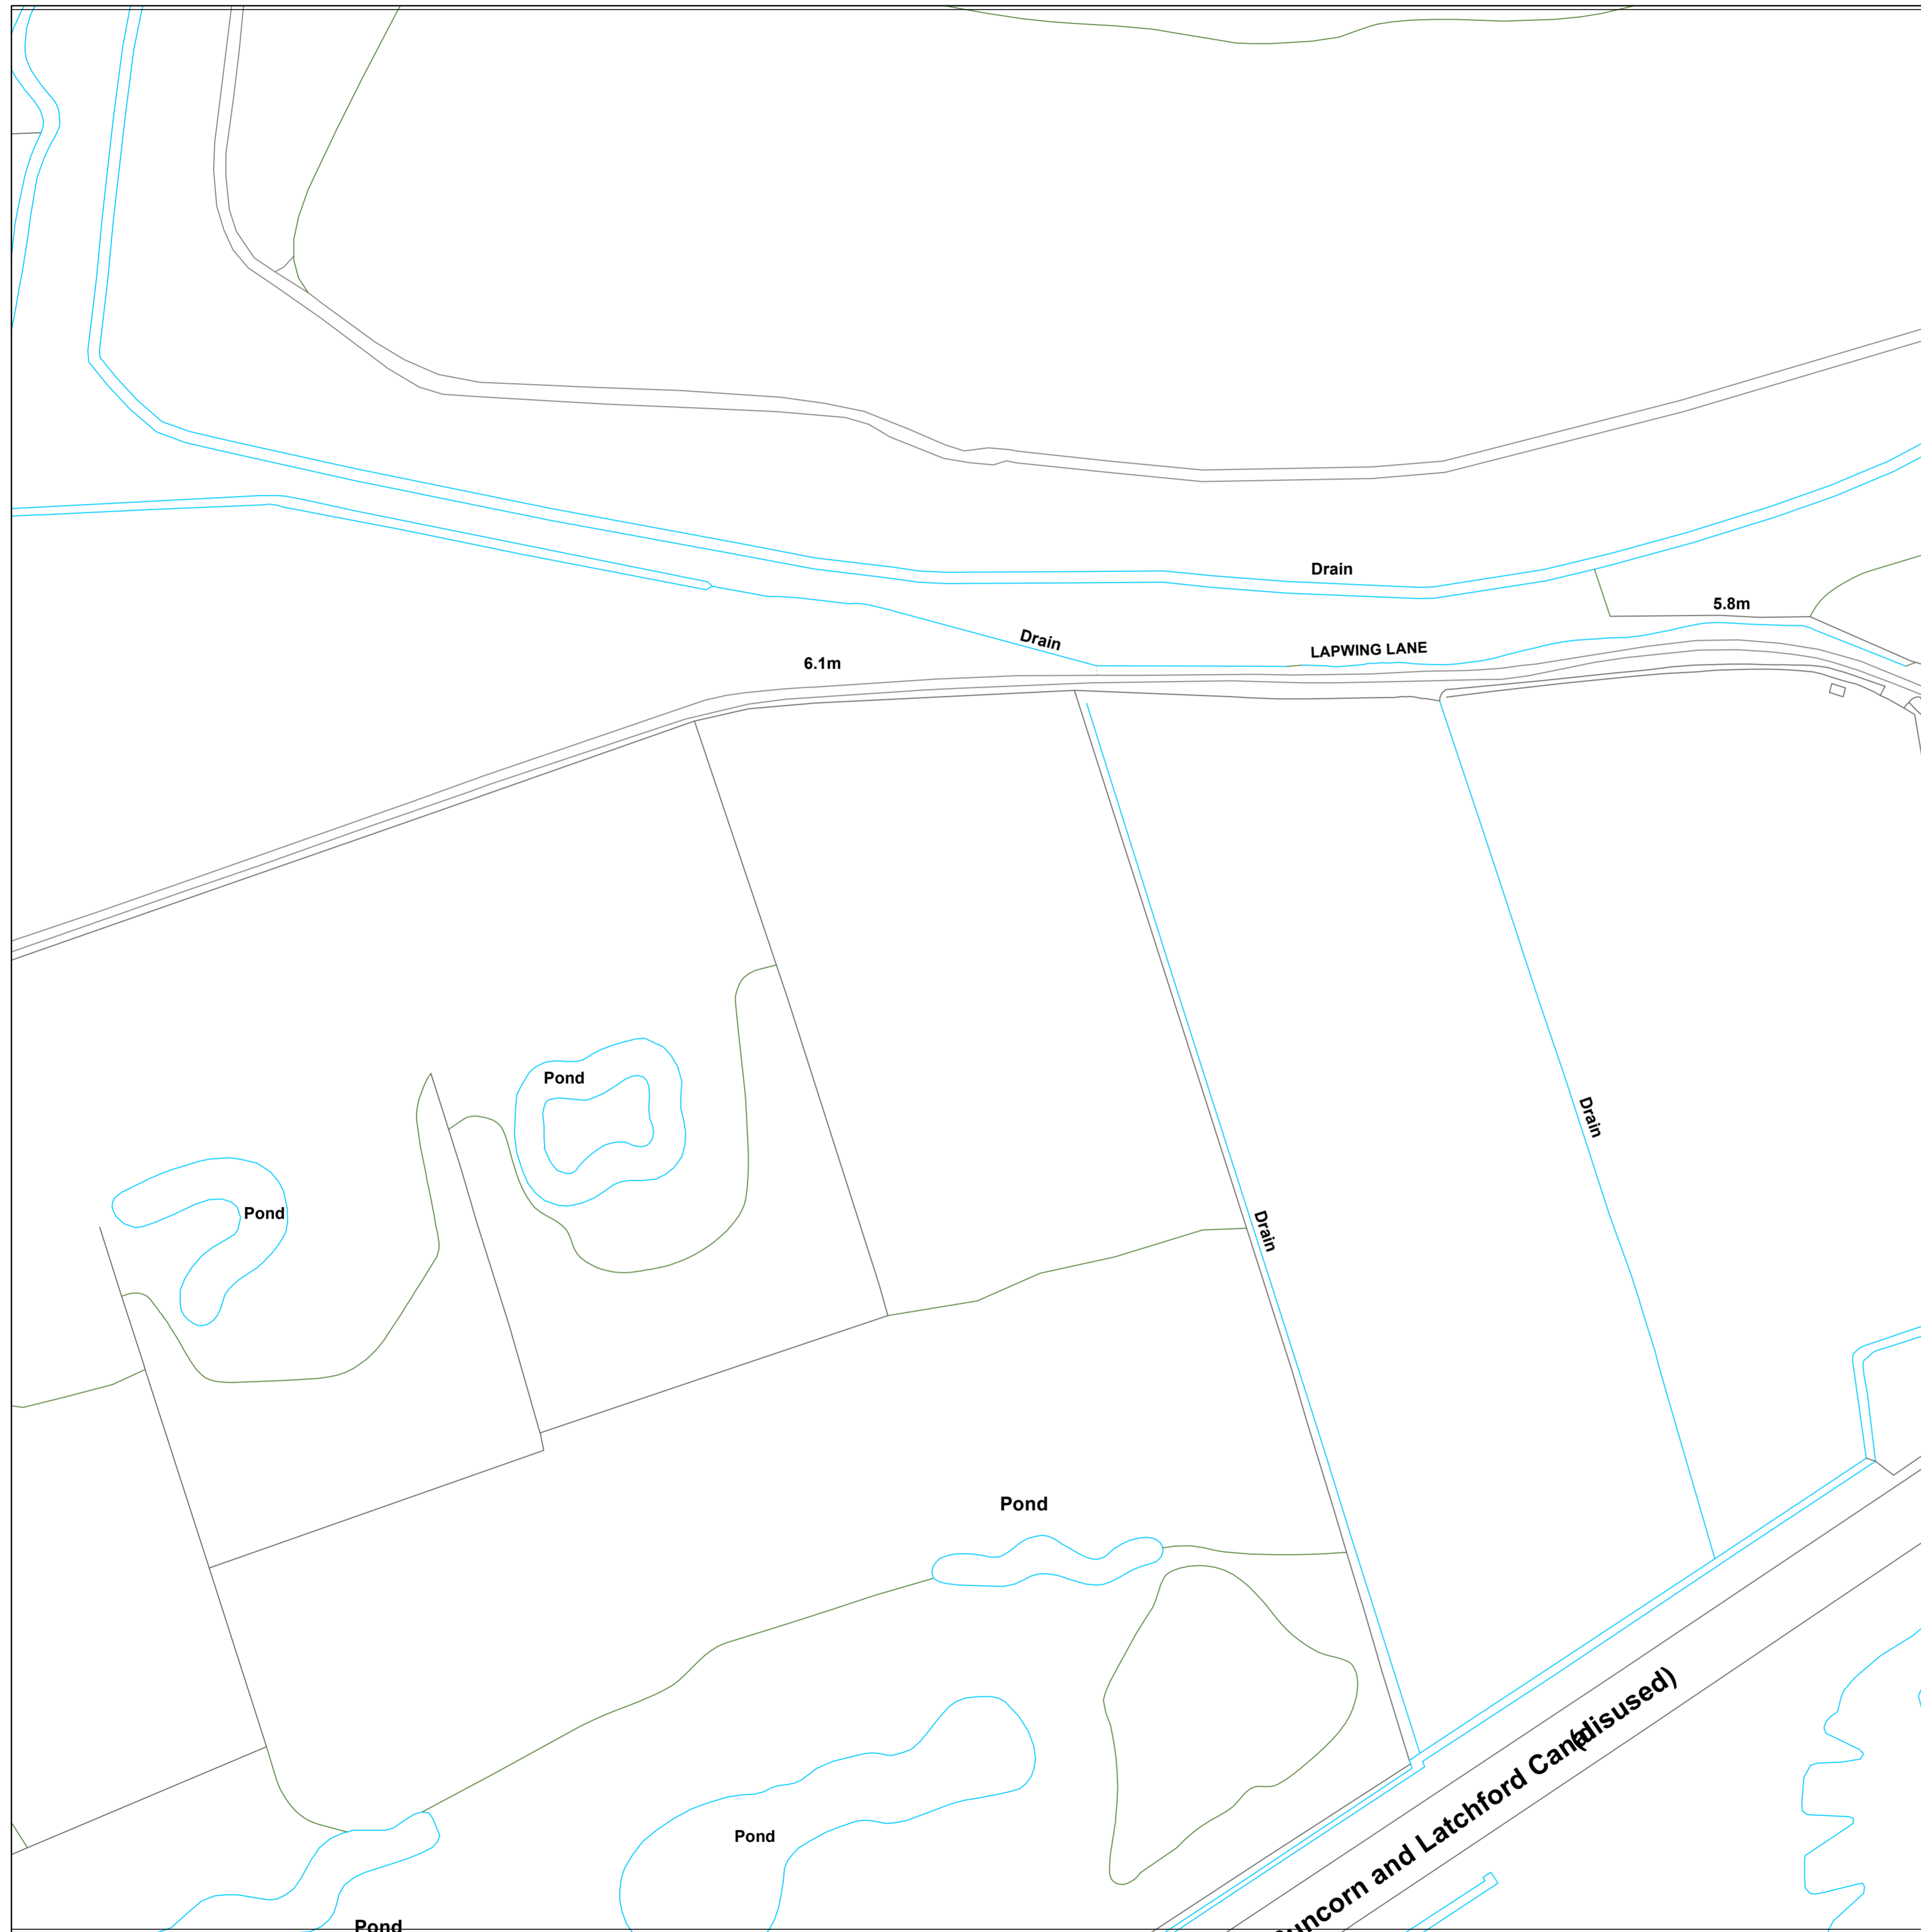 Drain
5.8m
Drain
LAPWING LANE
6.1m
Pond
Drain
Pond
Drain
Pond
(disused)
and Latchford Canal
Pond
Pond